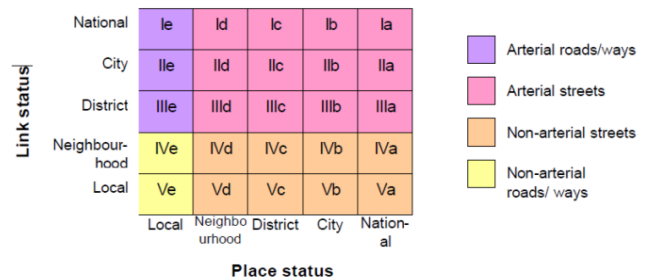 Link status
National Ie Id Ic Ib Ia
City IIe IId IIc IIb IIa
District IIIe IIId IIIc IIIb IIIa
Neighbour-
hood IVe IVd IVc IVb IVa
Local Ve Vd Vc Vb Va
Local Neighbo District City Nation-
urhood al
Place status
Arterial roads/ways
Arterial streets
Non-arterial streets
Non-arterial
roads/ ways